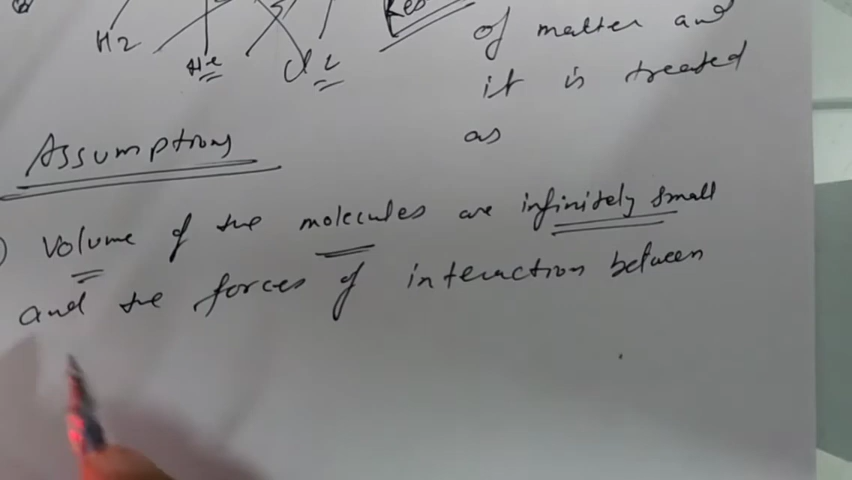 of matter and
H2
He
Cl2
it is treated
as
Assumptions
Volume of the molecules are infinitely small
and the forces of interaction between